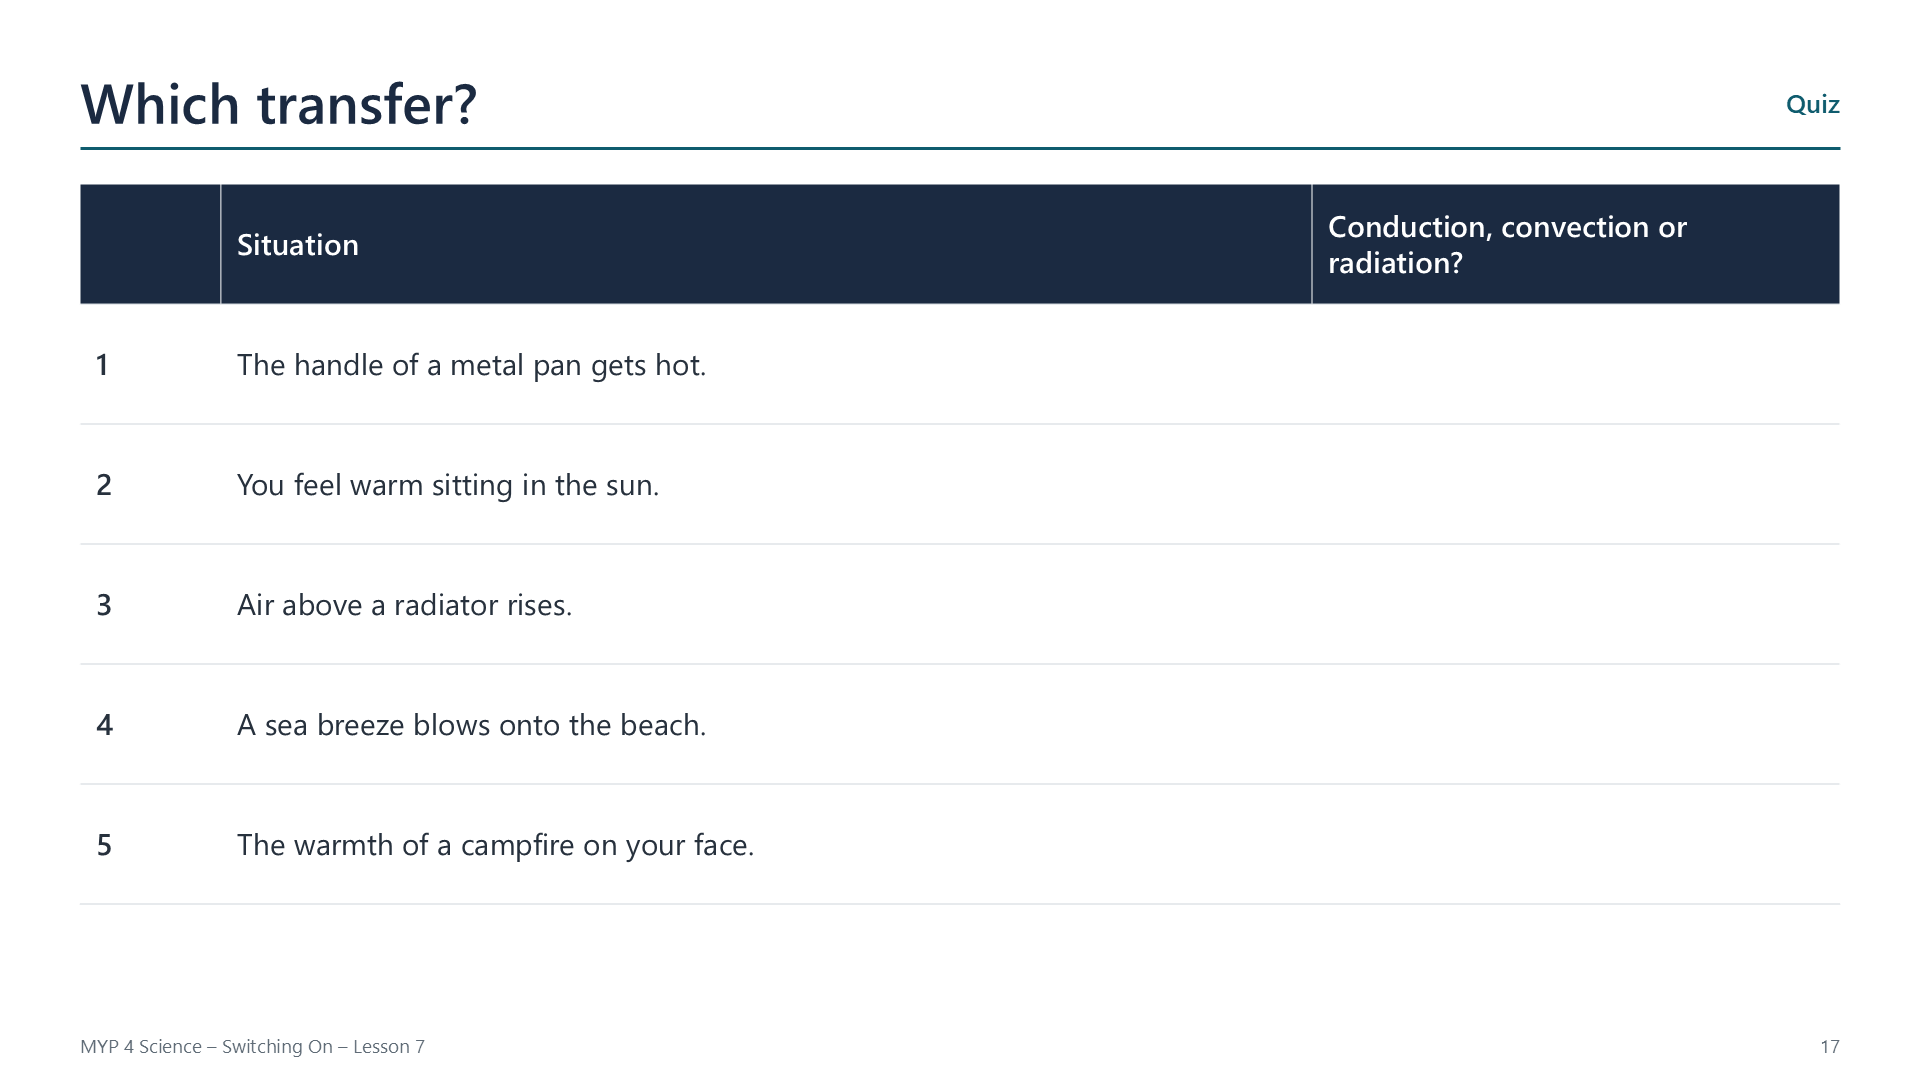 Which transfer?
Quiz
Situation
Conduction, convection or
radiation?
1 The handle of a metal pan gets hot.
2 You feel warm sitting in the sun.
3 Air above a radiator rises.
4 A sea breeze blows onto the beach.
5 The warmth of a campfire on your face.
MYP 4 Science – Switching On – Lesson 7
17